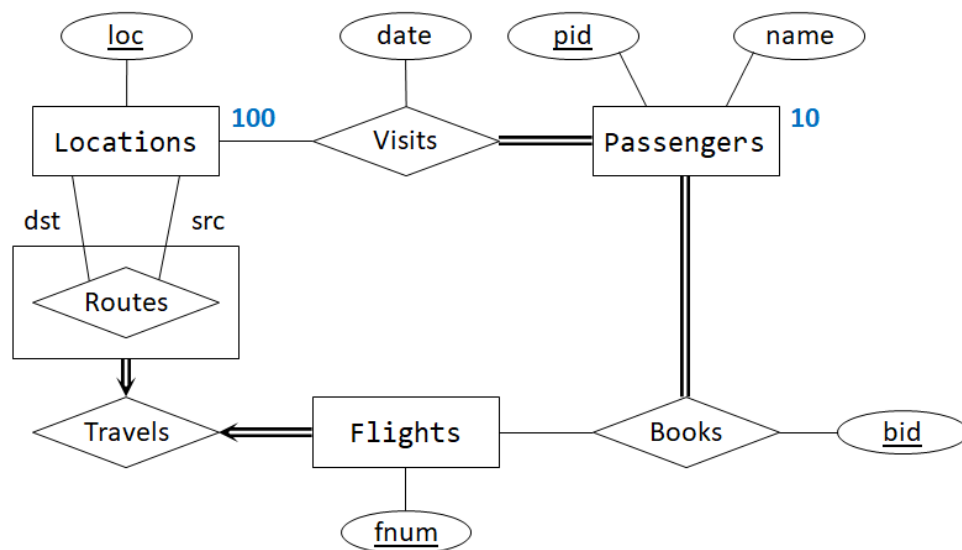 loc
date
pid
name
100
10
Locations
Visits
Passengers
dst
src
Routes
Travels
Flights
Books
bid
fnum